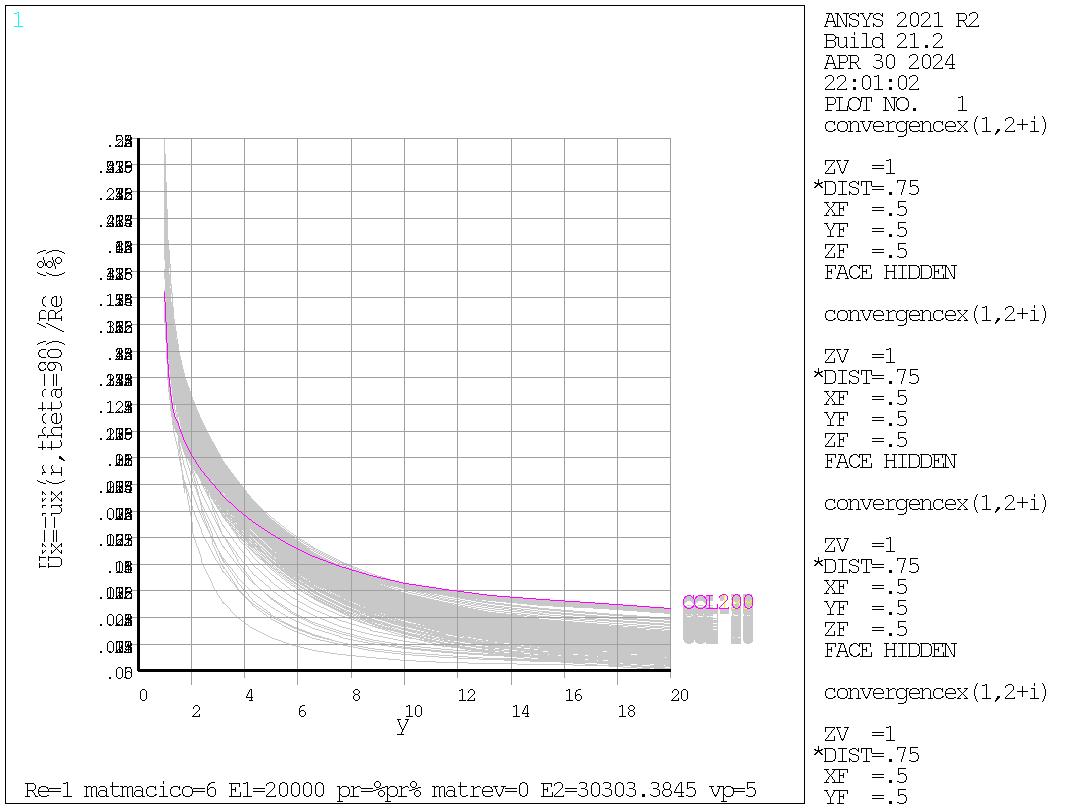 1
ANSYS 2021 R2
Build 21.2
APR 30 2024
22:01:02
PLOT NO. 1
convergencex(1,2+i)
ZV =1
*DIST=.75
XF =.5
YF =.5
ZF =.5
FACE HIDDEN
convergencex(1,2+i)
ZV =1
*DIST=.75
XF =.5
YF =.5
ZF =.5
FACE HIDDEN
convergencex(1,2+i)
ZV =1
*DIST=.75
XF =.5
YF =.5
ZF =.5
FACE HIDDEN
convergencex(1,2+i)
ZV =1
*DIST=.75
XF =.5
YF =.5
Ux=-ux(r,theta=90)/Re (%)
0 2 4 6 8 10 12 14 16 18 20
y
Re=1 matmacico=6 E1=20000 pr=%pr% matrev=0 E2=30303.3845 vp=5